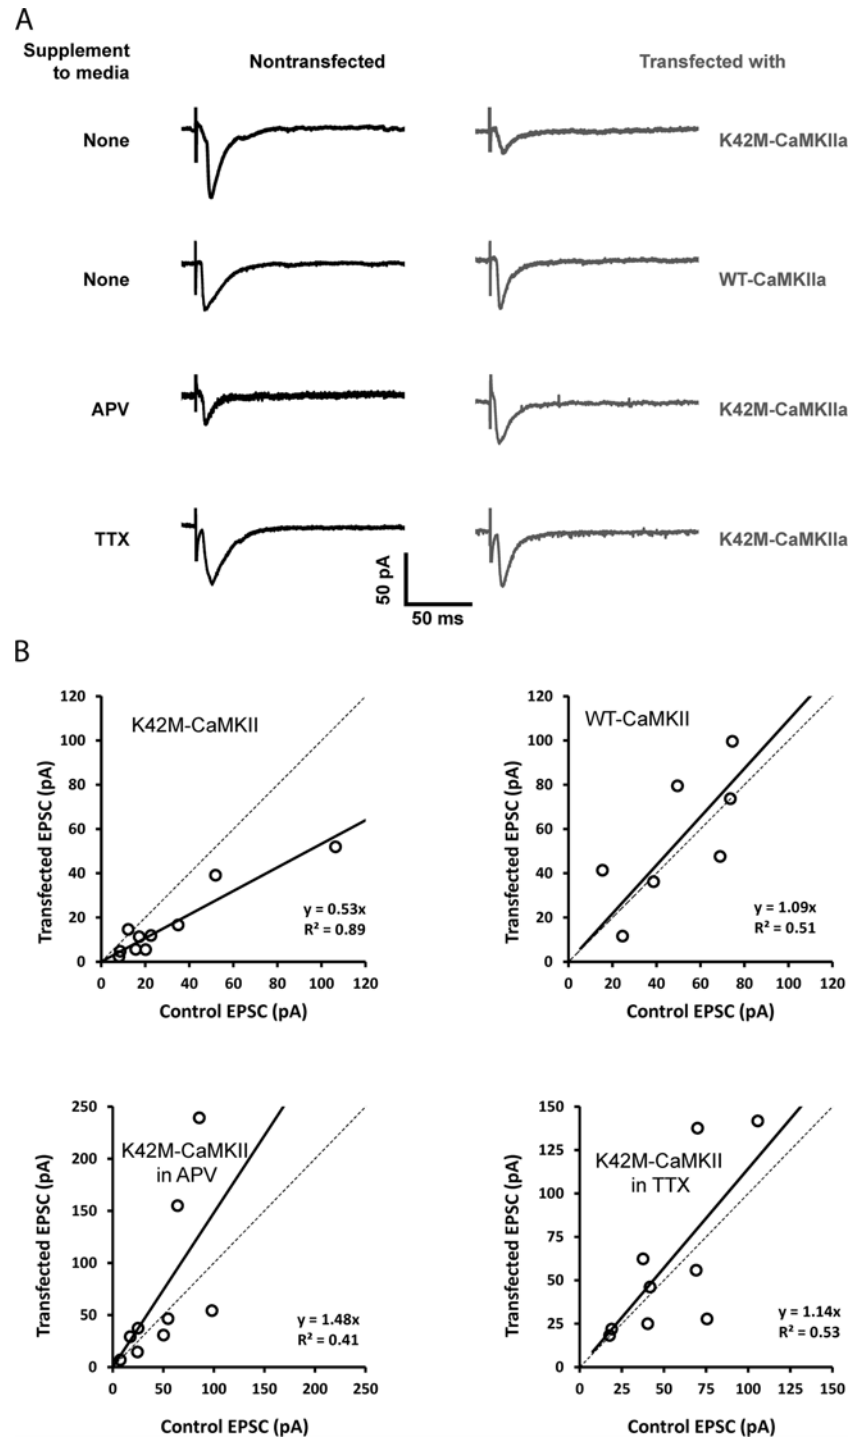 A
Supplement
to media
Nontransfected
Transfected with
None
K42M-CaMKIIa
None
WT-CaMKIIa
APV
K42M-CaMKIIa
TTX
K42M-CaMKIIa
50 pA
50 ms
B
120
100
80
60
40
20
0
Transfected EPSC (pA)
K42M-CaMKII
y = 0.53x
R² = 0.89
0 20 40 60 80 100 120
Control EPSC (pA)
120
100
80
60
40
20
0
Transfected EPSC (pA)
WT-CaMKII
y = 1.09x
R² = 0.51
0 20 40 60 80 100 120
Control EPSC (pA)
250
200
150
100
50
0
Transfected EPSC (pA)
K42M-CaMKII
in APV
y = 1.48x
R² = 0.41
0 50 100 150 200 250
Control EPSC (pA)
150
125
100
75
50
25
0
Transfected EPSC (pA)
K42M-CaMKII
in TTX
y = 1.14x
R² = 0.53
0 25 50 75 100 125 150
Control EPSC (pA)